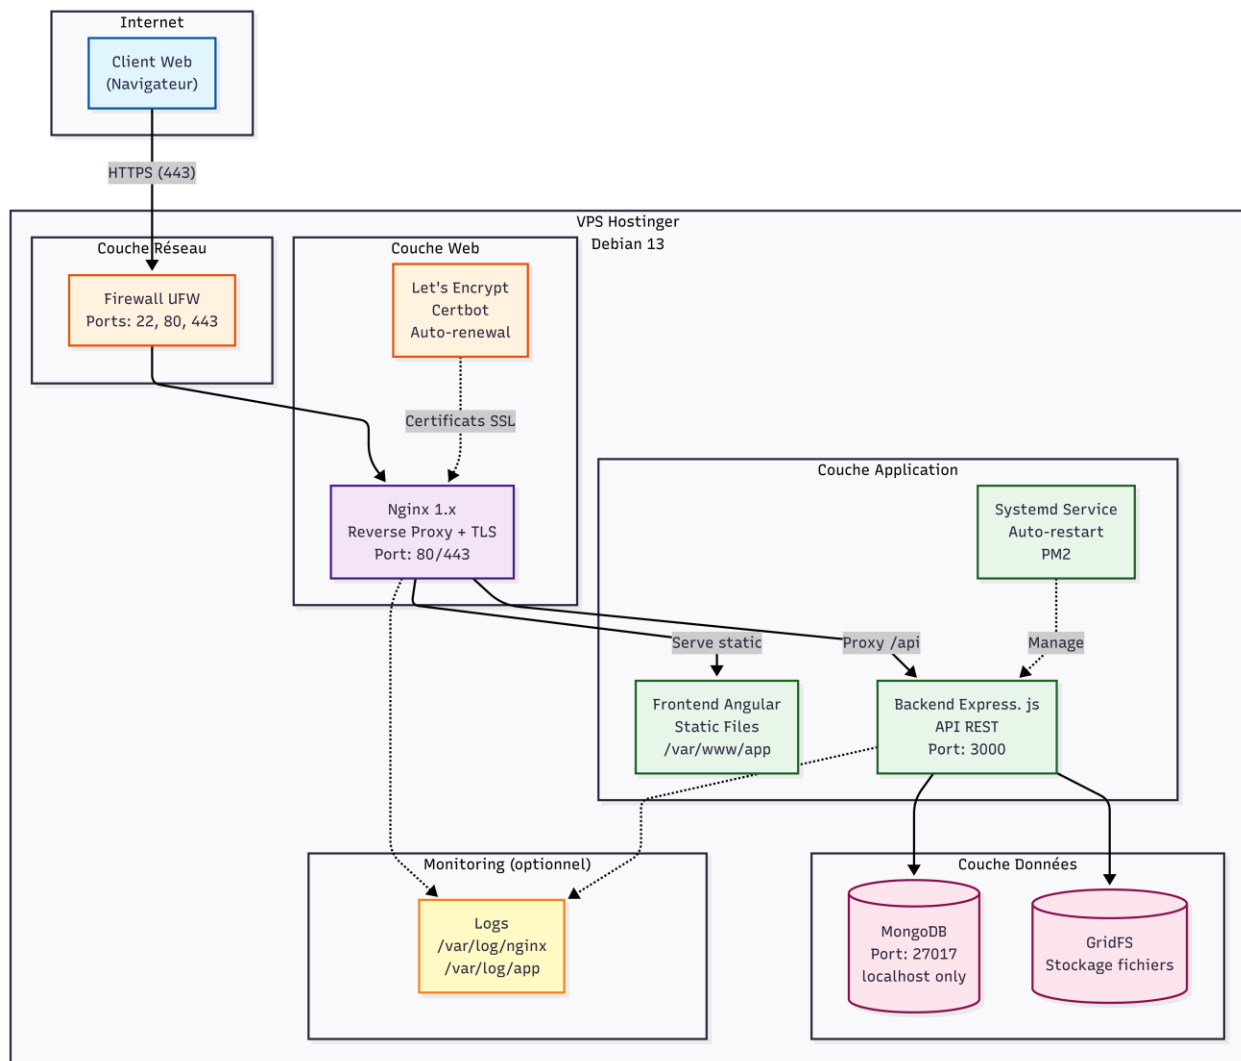 Internet
Client Web
(Navigateur)
HTTPS (443)
VPS Hostinger
Debian 13
Couche Réseau
Firewall UFW
Ports: 22, 80, 443
Couche Web
Let's Encrypt
Certbot
Auto-renewal
Certificats SSL
Nginx 1.x
Reverse Proxy + TLS
Port: 80/443
Couche Application
Systemd Service
Auto-restart
PM2
Serve static
Proxy /api
Manage
Frontend Angular
Static Files
/var/www/app
Backend Express. js
API REST
Port: 3000
Monitoring (optionnel)
Logs
/var/log/nginx
/var/log/app
Couche Données
MongoDB
Port: 27017
localhost only
GridFS
Stockage fichiers